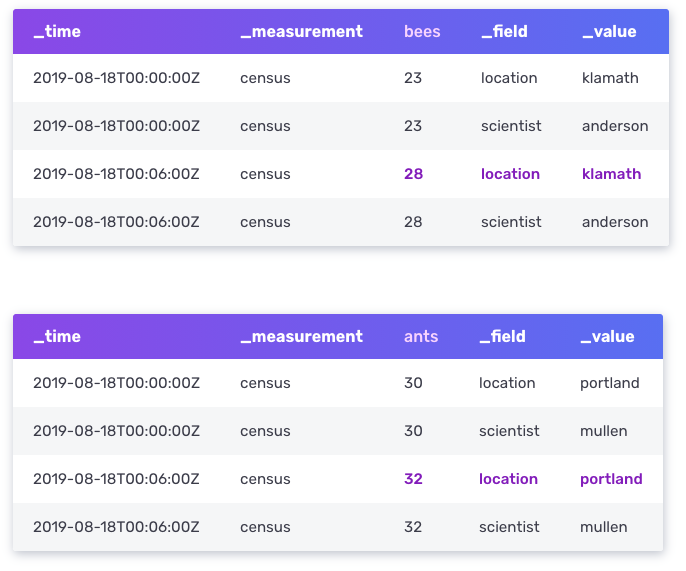 _time _measurement bees _field _value
2019-08-18T00:00:00Z census 23 location klamath
2019-08-18T00:00:00Z census 23 scientist anderson
2019-08-18T00:06:00Z census 28 location klamath
2019-08-18T00:06:00Z census 28 scientist anderson
_time _measurement ants _field _value
2019-08-18T00:00:00Z census 30 location portland
2019-08-18T00:00:00Z census 30 scientist mullen
2019-08-18T00:06:00Z census 32 location portland
2019-08-18T00:06:00Z census 32 scientist mullen